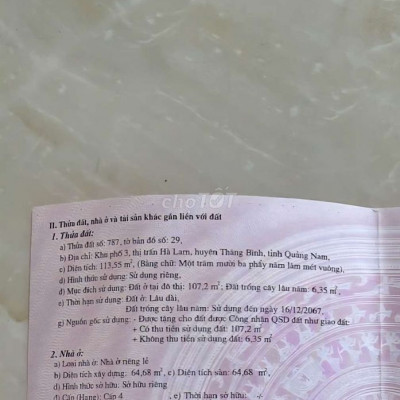 choTỐT
II. Thửa đất, nhà ở và tài sản khác gắn liền với đất
1. Thửa đất:
a) Thửa đất số: 787, tờ bản đồ số: 29,
b) Địa chỉ: Khu phố 3, thị trấn Hà Lam, huyện Thăng Bình, tỉnh Quảng Nam,
c) Diện tích: 113,55 m², (Bằng chữ: Một trăm mười ba phẩy năm lăm mét vuông),
d) Hình thức sử dụng: Sử dụng riêng,
đ) Mục đích sử dụng: Đất ở tại đô thị: 107,2 m²; Đất trồng cây lâu năm: 6,35 m²,
e) Thời hạn sử dụng: Đất ở: Lâu dài,
Đất trồng cây lâu năm: Sử dụng đến ngày 16/12/2067,
g) Nguồn gốc sử dụng: - Được tặng cho đất được Công nhận QSD đất như giao đất:
+ Có thu tiền sử dụng đất: 107,2 m²
+ Không thu tiền sử dụng đất: 6,35 m²
2. Nhà ở:
a) Loại nhà ở: Nhà ở riêng lẻ
b) Diện tích xây dựng: 64,68 m², c) Diện tích sàn: 64,68 m²,
d) Hình thức sở hữu: Sở hữu riêng
đ) Cấp (Hạng): Cấp 4 , e) Thời hạn sở hữu: -/-